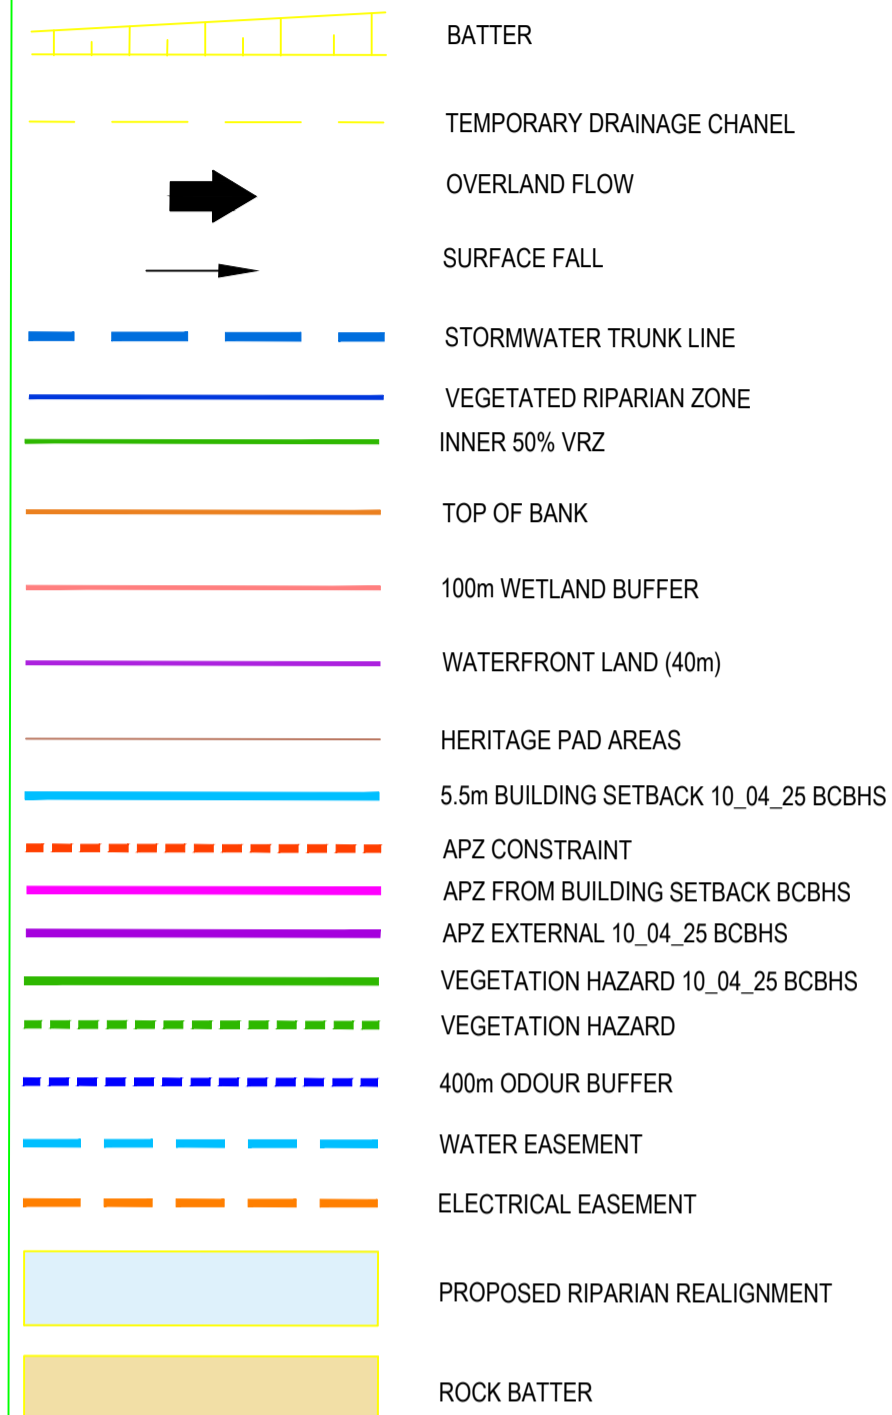 BATTER
TEMPORARY DRAINAGE CHANEL
OVERLAND FLOW
SURFACE FALL
STORMWATER TRUNK LINE
VEGETATED RIPARIAN ZONE
INNER 50% VRZ
TOP OF BANK
100m WETLAND BUFFER
WATERFRONT LAND (40m)
HERITAGE PAD AREAS
5.5m BUILDING SETBACK 10_04_25 BCBHS
APZ CONSTRAINT
APZ FROM BUILDING SETBACK BCBHS
APZ EXTERNAL 10_04_25 BCBHS
VEGETATION HAZARD 10_04_25 BCBHS
VEGETATION HAZARD
400m ODOUR BUFFER
WATER EASEMENT
ELECTRICAL EASEMENT
PROPOSED RIPARIAN REALIGNMENT
ROCK BATTER